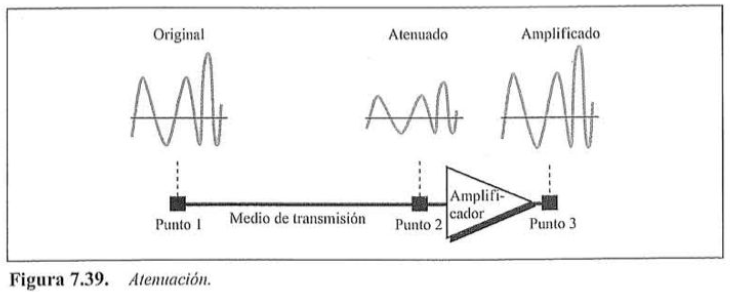 Original
Atenuado
Amplificado
Amplifi-
cador
Punto 1
Medio de transmisión
Punto 2
Punto 3
Figura 7.39. Atenuación.